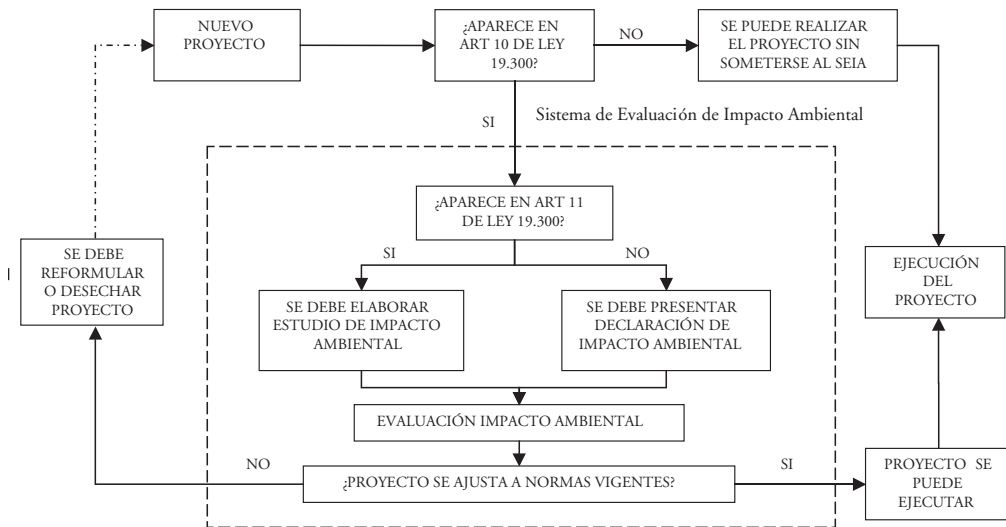 NUEVO
PROYECTO
¿APARECE EN
ART 10 DE LEY
19.300?
NO
SE PUEDE REALIZAR
EL PROYECTO SIN
SOMETERSE AL SEIA
SI
Sistema de Evaluación de Impacto Ambiental
¿APARECE EN ART 11
DE LEY 19.300?
SI
NO
SE DEBE
REFORMULAR
O DESECHAR
PROYECTO
SE DEBE ELABORAR
ESTUDIO DE IMPACTO
AMBIENTAL
SE DEBE PRESENTAR
DECLARACIÓN DE
IMPACTO AMBIENTAL
EJECUCIÓN
DEL
PROYECTO
EVALUACIÓN IMPACTO AMBIENTAL
NO
¿PROYECTO SE AJUSTA A NORMAS VIGENTES?
SI
PROYECTO SE
PUEDE
EJECUTAR